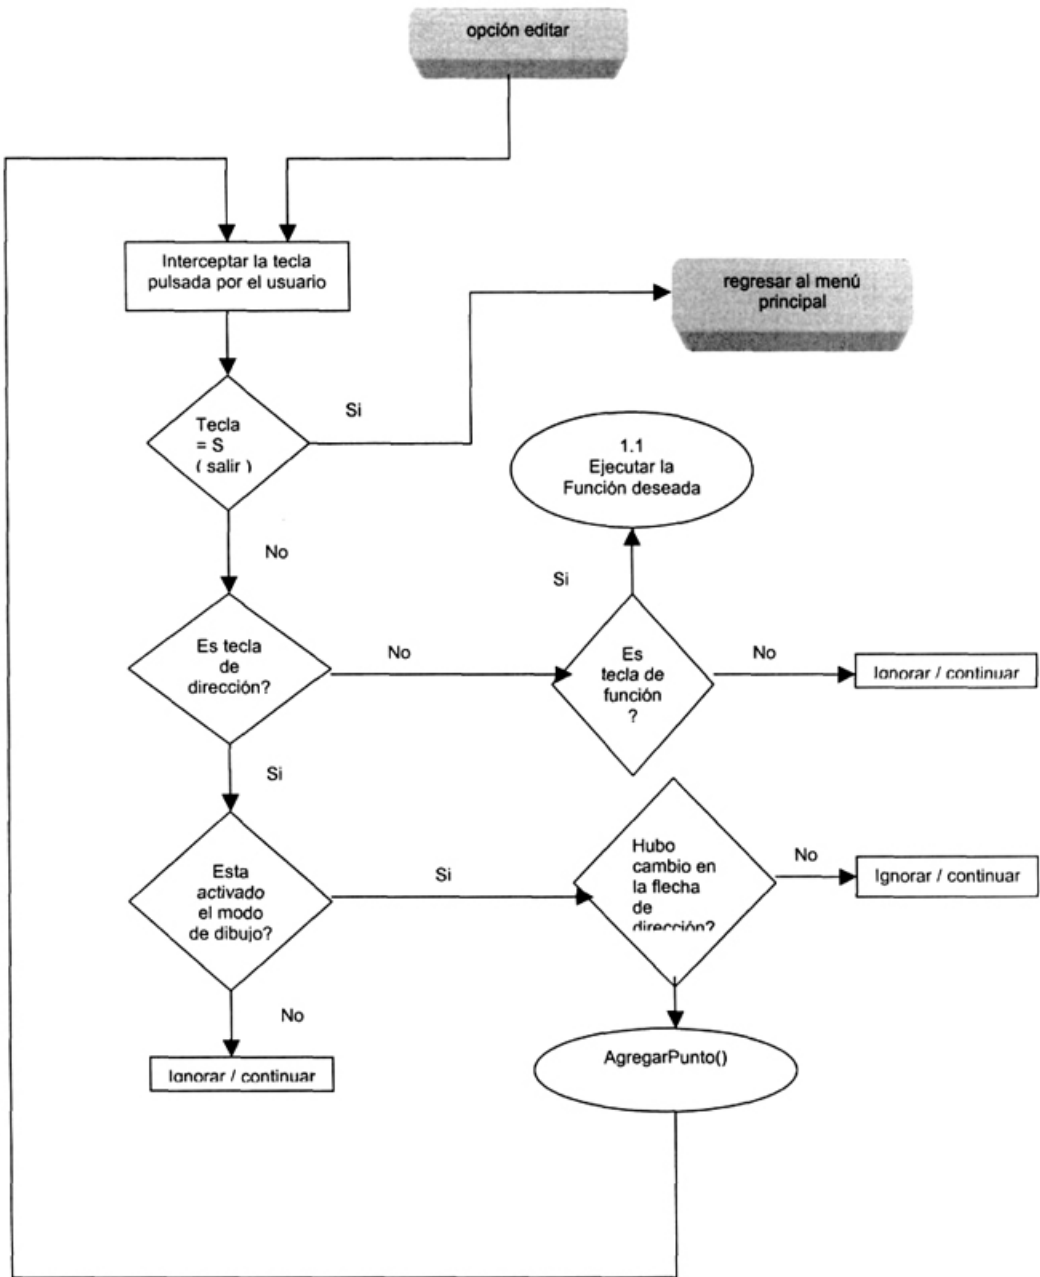 opción editar
Interceptar la tecla
pulsada por el usuario
regresar al menú
principal
Si
Tecla
= S
( salir )
1.1
Ejecutar la
Función deseada
No
Si
Es tecla
de
dirección?
No
Es
tecla de
función
?
No
Ignorar / continuar
Si
Esta
activado
el modo
de dibujo?
Si
Hubo
cambio en
la flecha
de
dirección?
No
Ignorar / continuar
No
Ignorar / continuar
AgregarPunto()